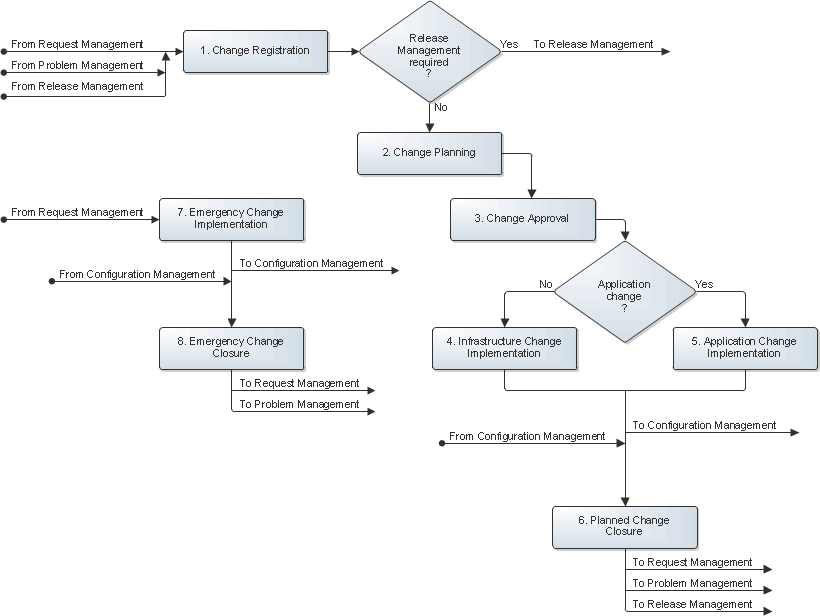 From Request Management
From Problem Management
From Release Management
1. Change Registration
Release
Management
required
?
Yes
To Release Management
No
2. Change Planning
3. Change Approval
Application
change
?
No
Yes
4. Infrastructure Change
Implementation
5. Application Change
Implementation
To Configuration Management
From Configuration Management
6. Planned Change
Closure
To Request Management
To Problem Management
To Release Management
From Request Management
7. Emergency Change
Implementation
To Configuration Management
From Configuration Management
8. Emergency Change
Closure
To Request Management
To Problem Management